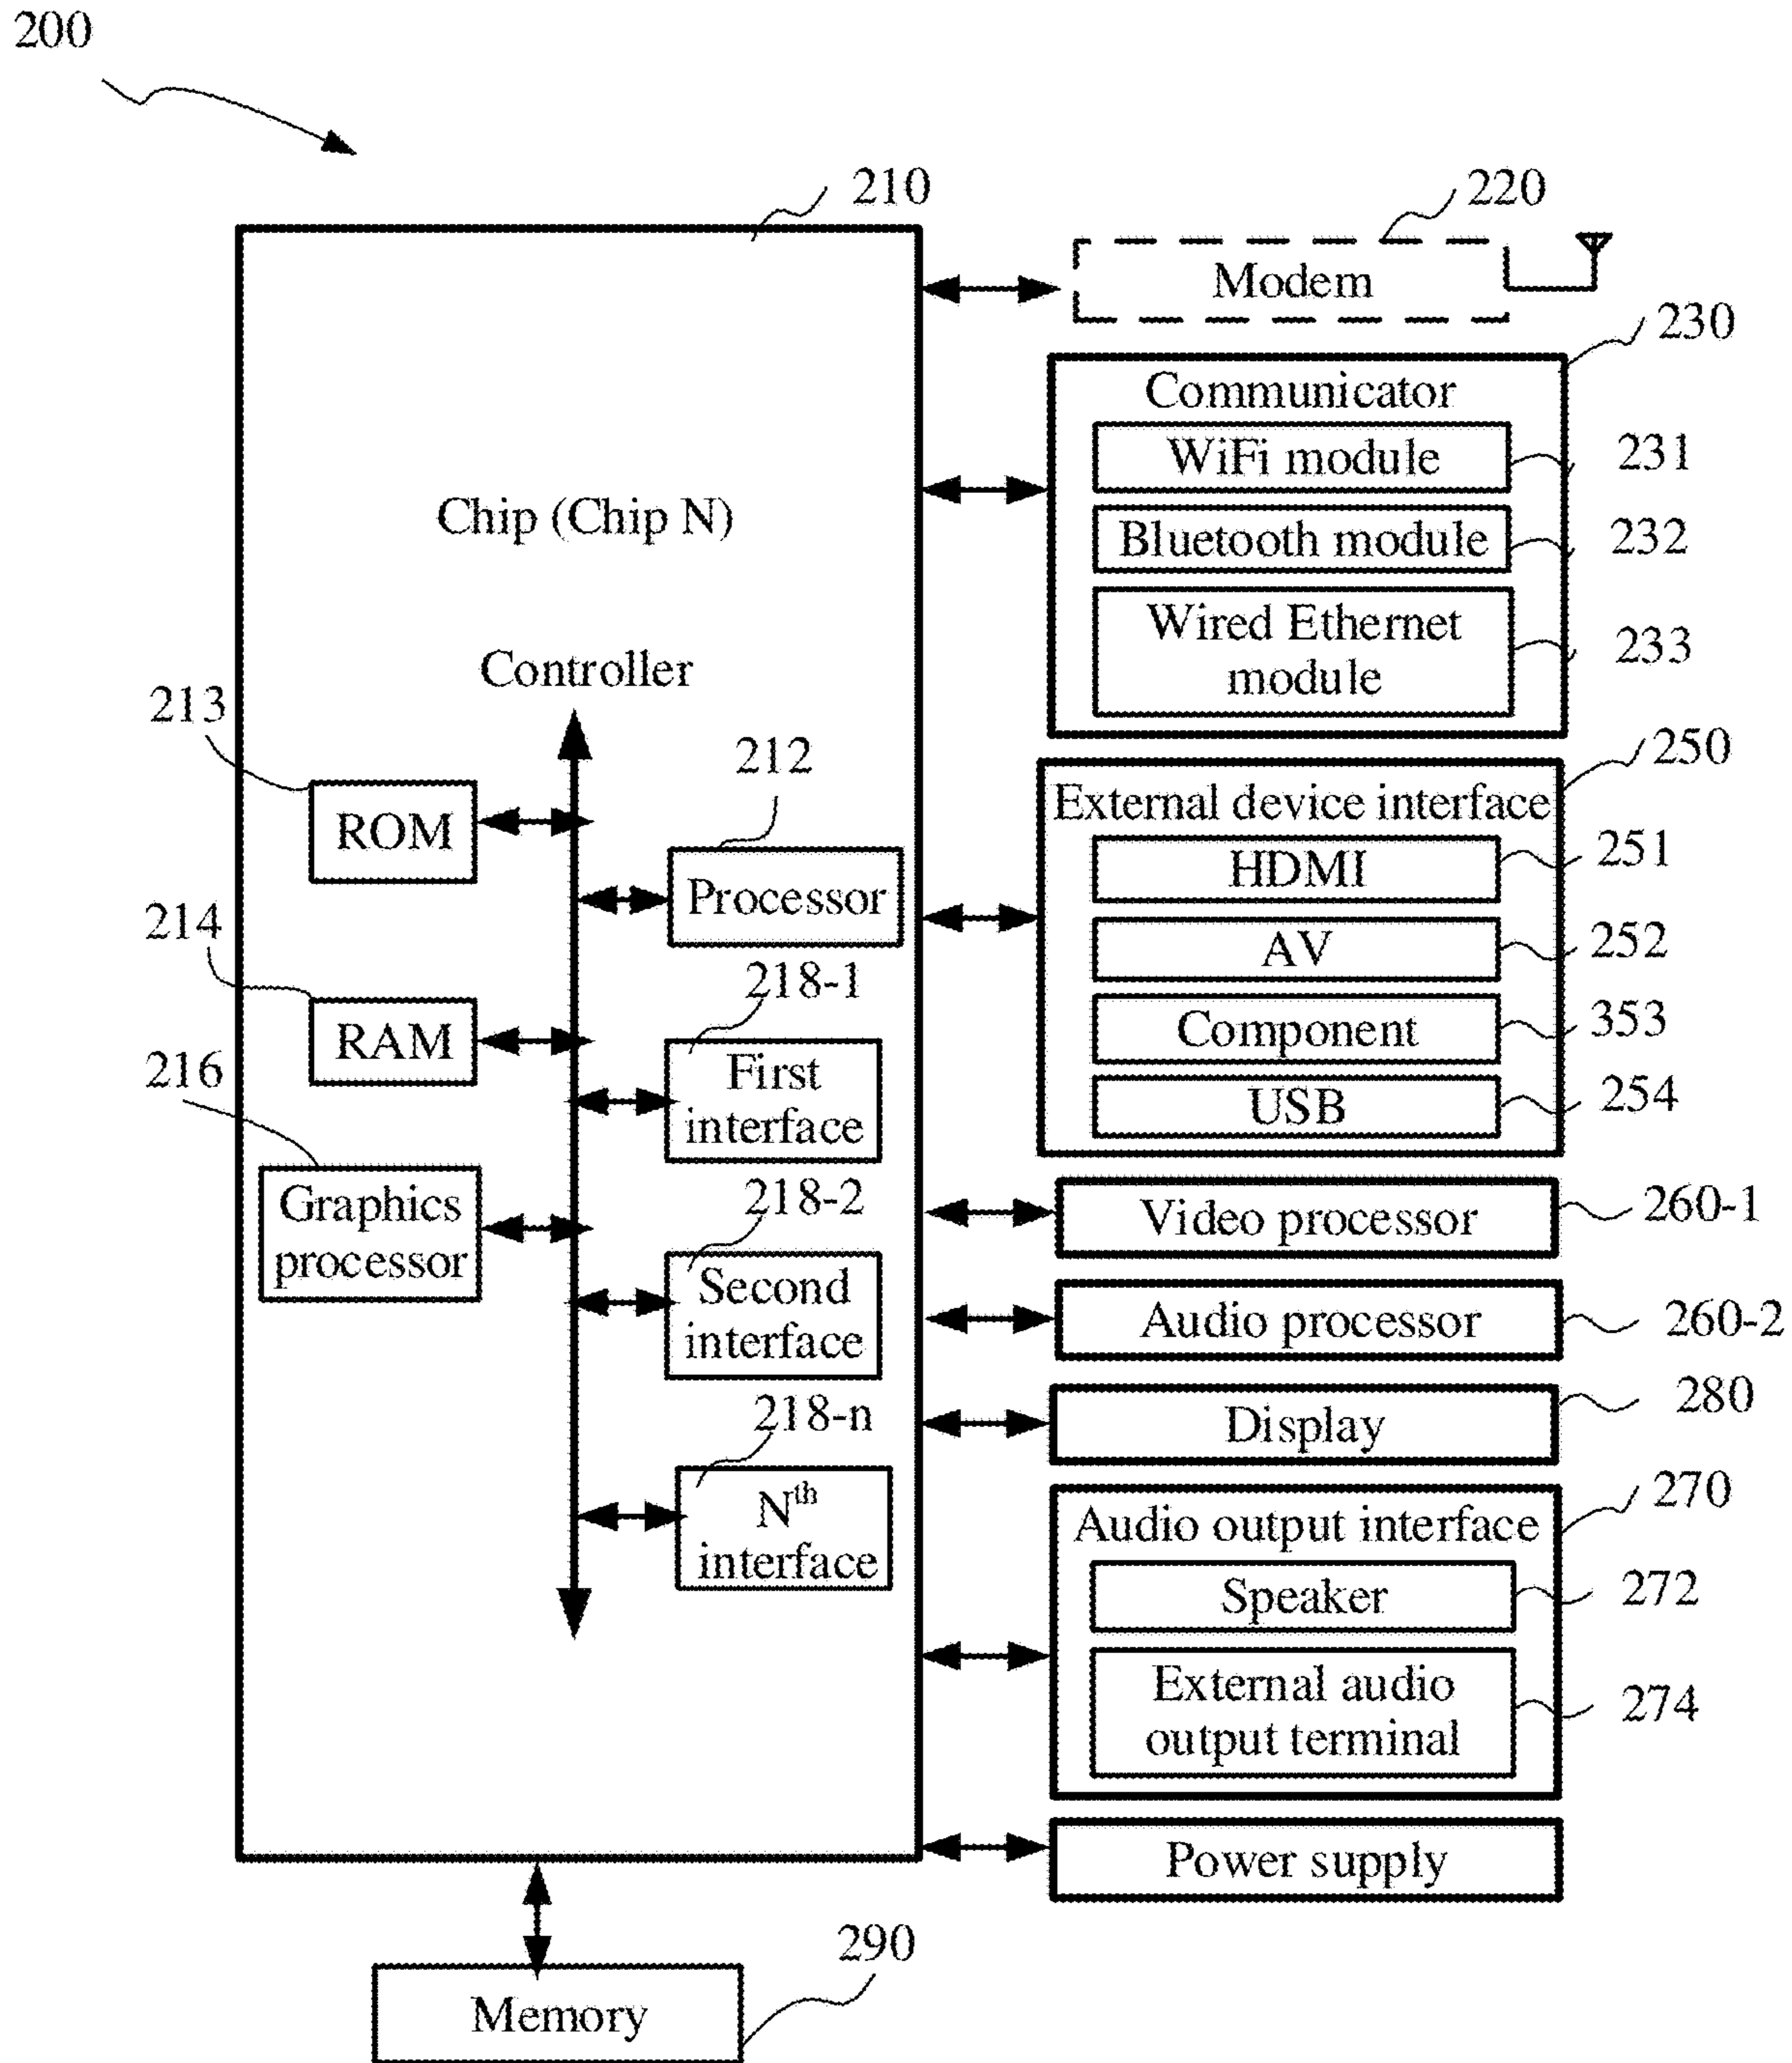 200
210
220
Modem
230
Communicator
WiFi module
231
Chip (Chip N)
Bluetooth module
232
Wired Ethernet
module
233
Controller
213
212
250
External device interface
ROM
HDMI
251
Processor
214
AV
252
218-1
RAM
Component
353
216
First
interface
USB
254
218-2
Graphics
processor
Video processor
260-1
Second
interface
Audio processor
260-2
218-n
Display
280
Nth
interface
270
Audio output interface
Speaker
272
External audio
output terminal
274
Power supply
290
Memory